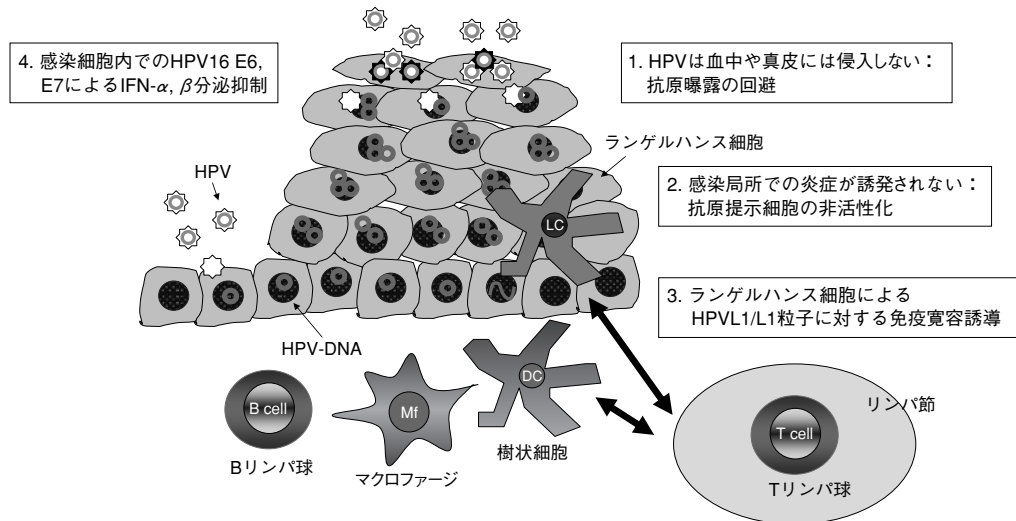 4. 感染細胞内でのHPV16 E6,
E7によるIFN-α, β分泌抑制
1. HPVは血中や真皮には侵入しない：
抗原曝露の回避
ランゲルハンス細胞
HPV
2. 感染局所での炎症が誘発されない：
抗原提示細胞の非活性化
LC
3. ランゲルハンス細胞による
HPVL1/L1粒子に対する免疫寛容誘導
HPV-DNA
DC
B cell
Mf
リンパ節
T cell
樹状細胞
Bリンパ球
マクロファージ
Tリンパ球